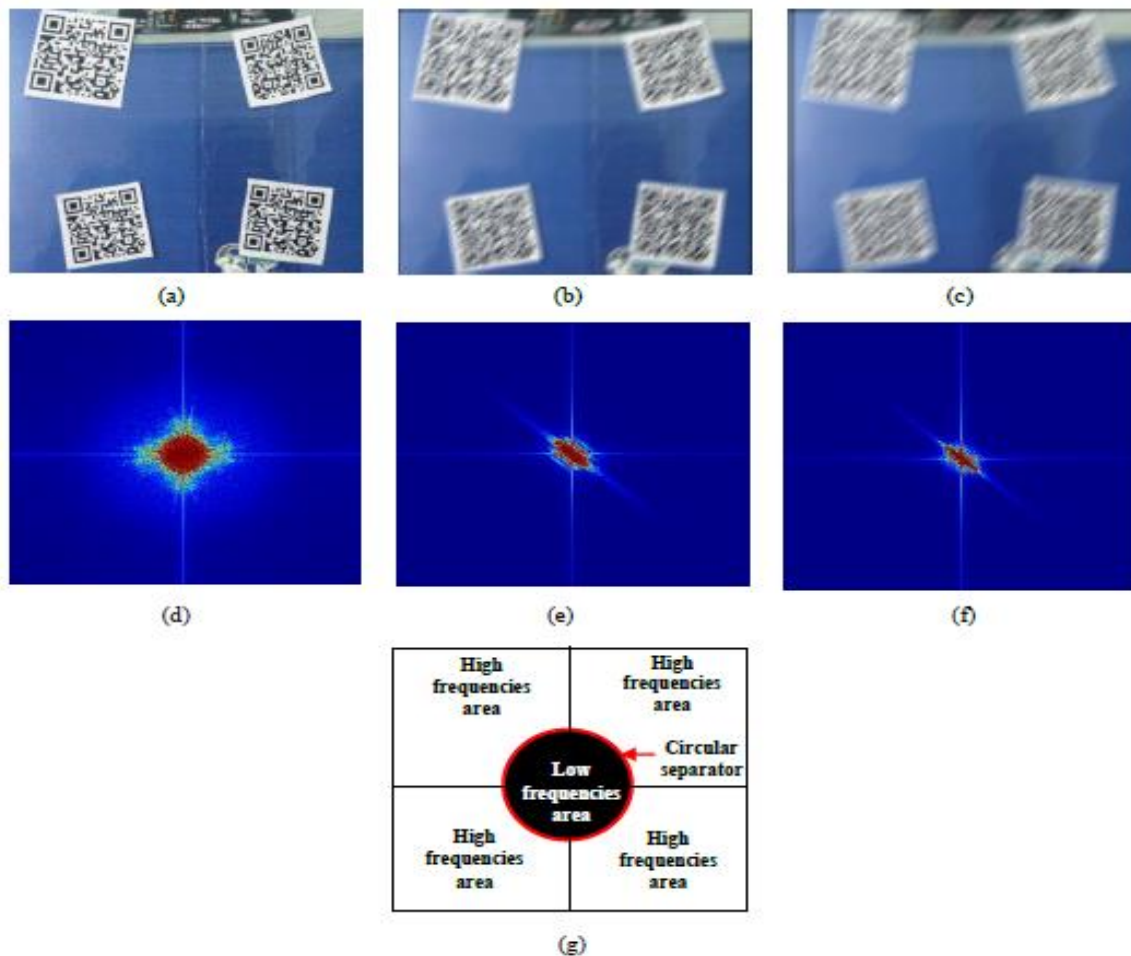 (a)
(b)
(c)
(d)
(e)
(f)
High
frequencies
area
High
frequencies
area
Circular
separator
Low
frequencies
area
High
frequencies
area
High
frequencies
area
(g)